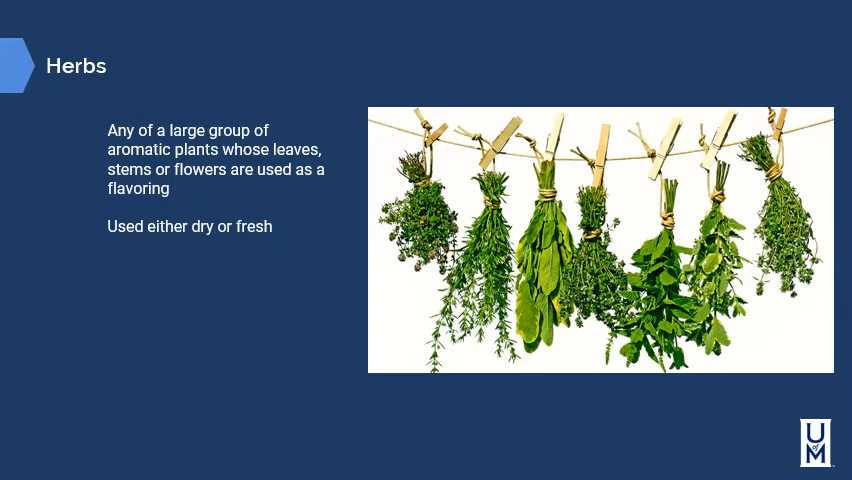 Herbs
Any of a large group of
aromatic plants whose leaves,
stems or flowers are used as a
flavoring
Used either dry or fresh
U
of
M